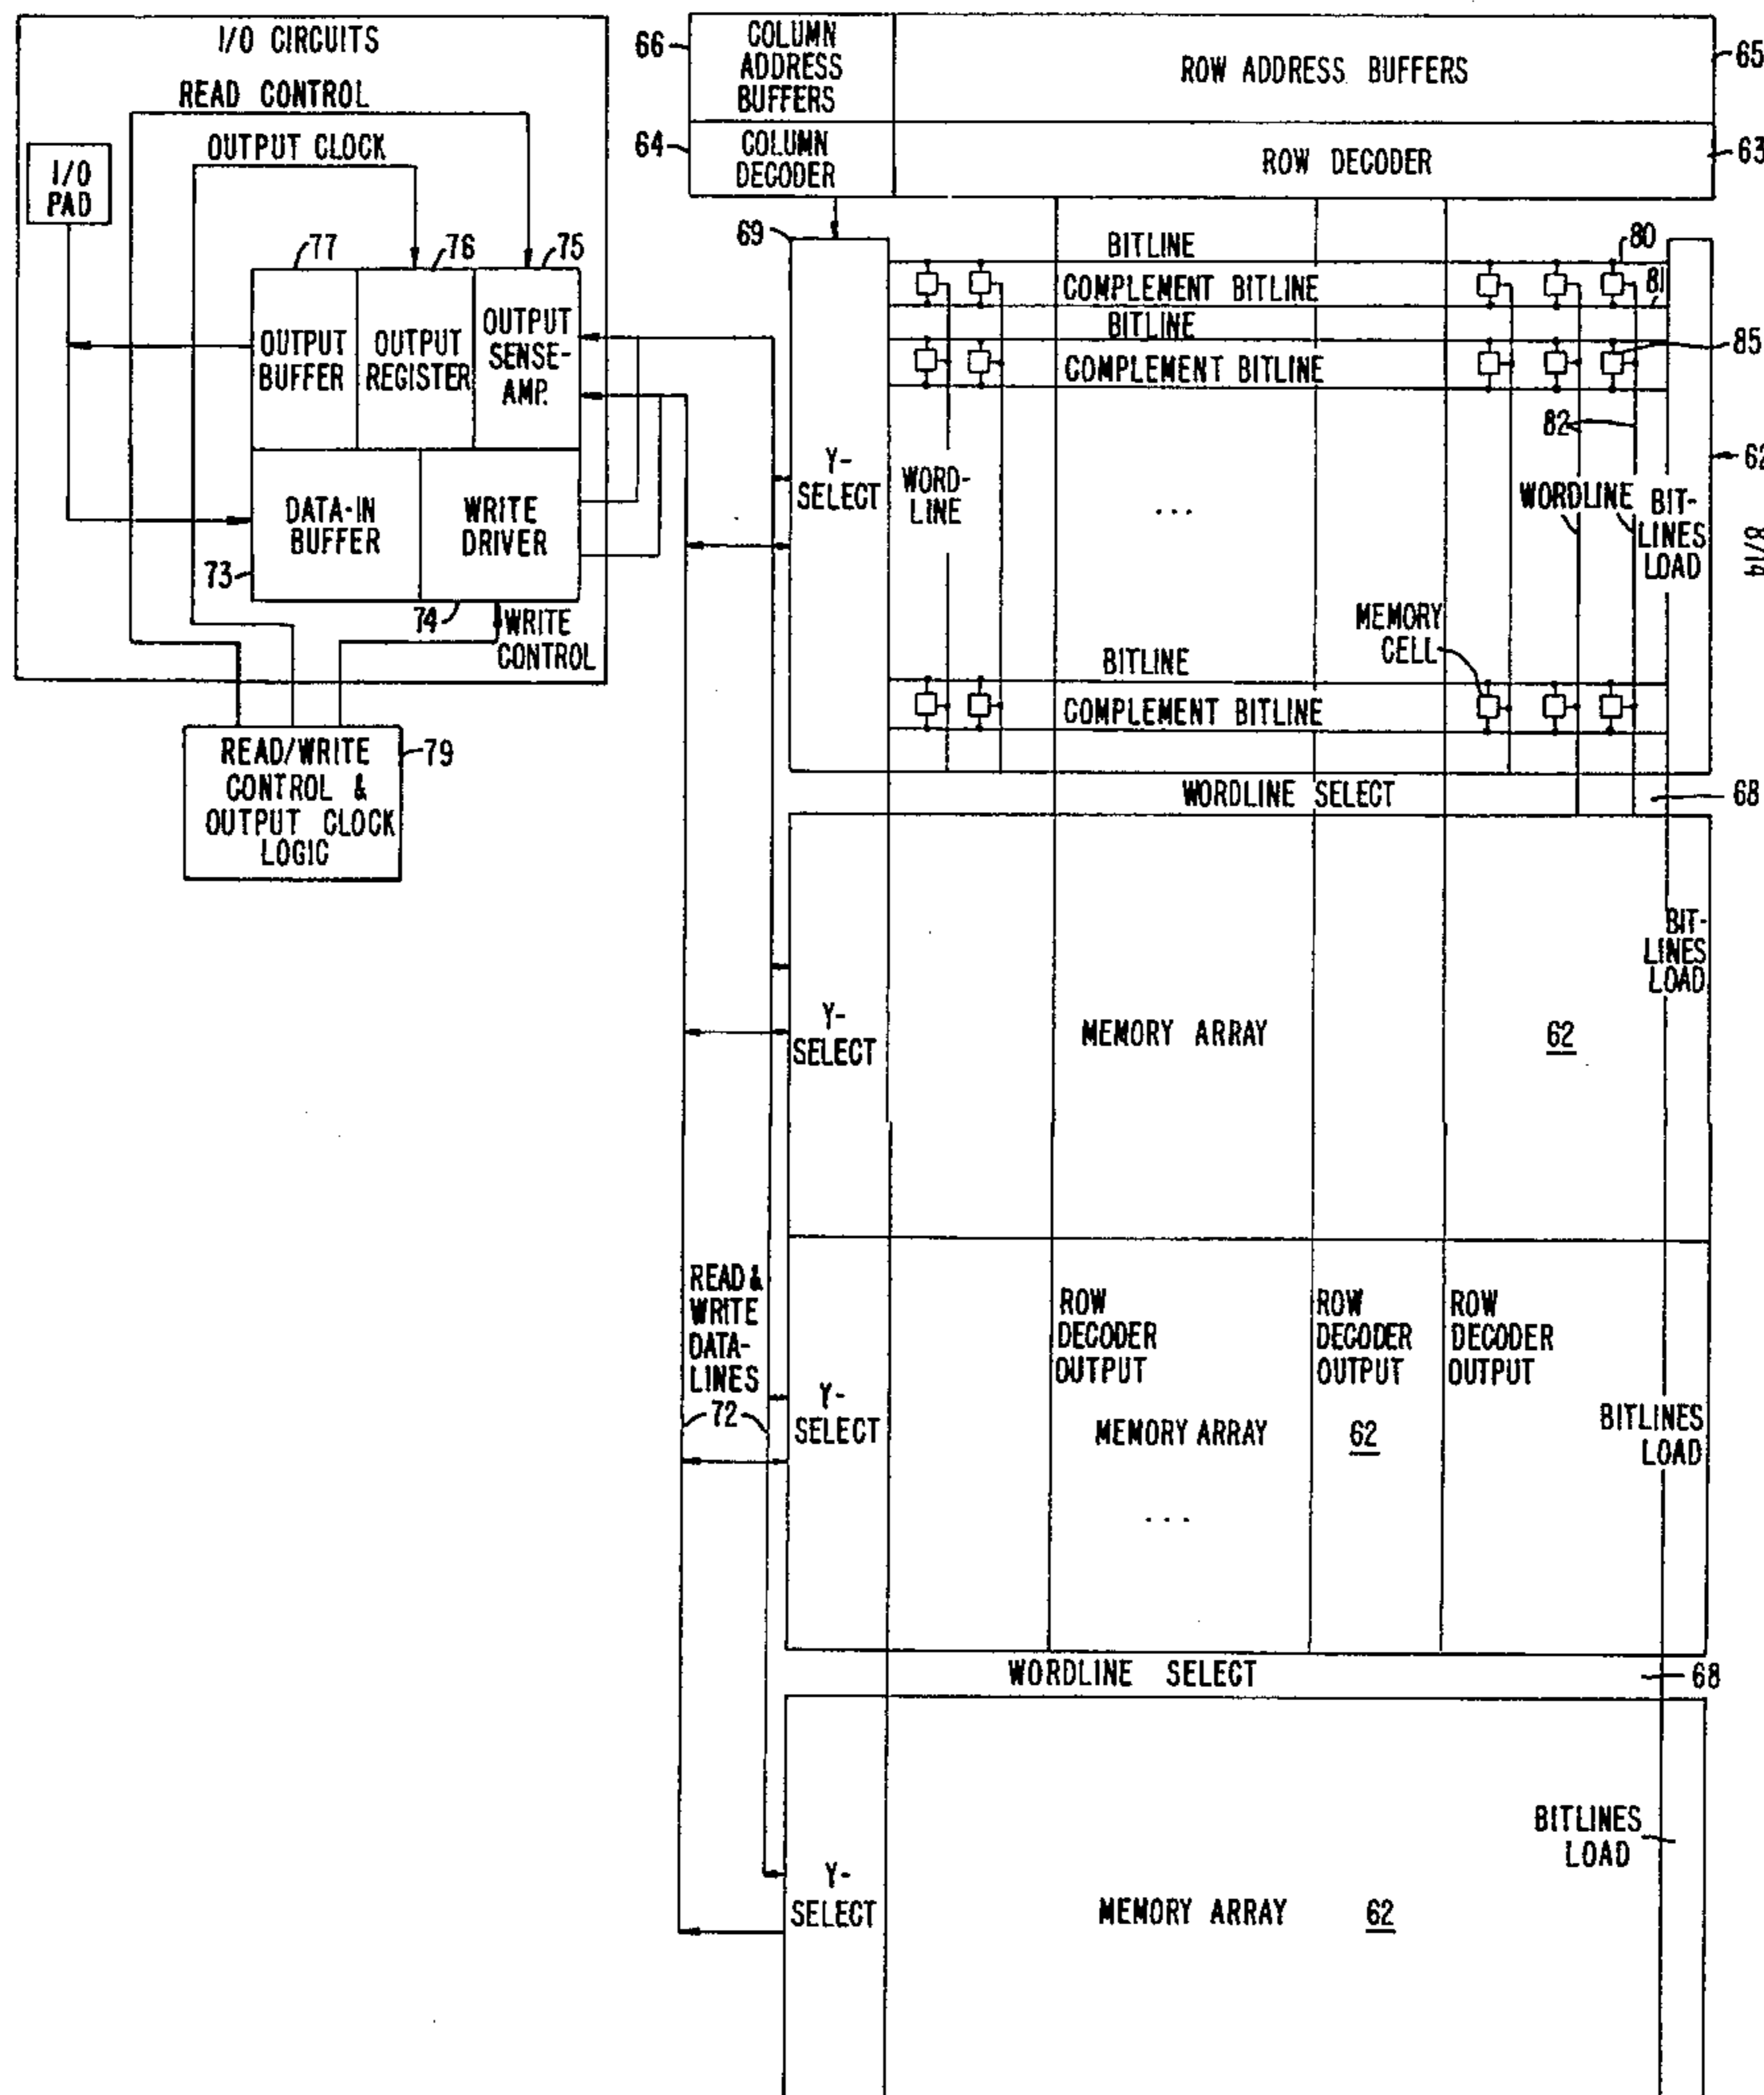 I/O CIRCUITS
READ CONTROL
OUTPUT CLOCK
I/O
PAD
77
76
75
OUTPUT
BUFFER
OUTPUT
REGISTER
OUTPUT
SENSE-
AMP.
DATA-IN
BUFFER
WRITE
DRIVER
73
74
WRITE
CONTROL
READ/WRITE
CONTROL &
OUTPUT CLOCK
LOGIC
79
66
COLUMN
ADDRESS
BUFFERS
ROW ADDRESS BUFFERS
65
64
COLUMN
DECODER
ROW DECODER
63
69
BITLINE
80
COMPLEMENT BITLINE
81
BITLINE
COMPLEMENT BITLINE
85
82
Y-
SELECT
WORD-
LINE
...
WORDLINE
BIT-
LINES
LOAD
62
8/14
MEMORY
CELL
BITLINE
COMPLEMENT BITLINE
WORDLINE SELECT
68
Y-
SELECT
MEMORY ARRAY
62
BIT-
LINES
LOAD
READ &
WRITE
DATA-
LINES
72
ROW
DECODER
OUTPUT
ROW
DECODER
OUTPUT
ROW
DECODER
OUTPUT
Y-
SELECT
MEMORY ARRAY
62
BITLINES
LOAD
...
WORDLINE SELECT
68
Y-
SELECT
MEMORY ARRAY
62
BITLINES
LOAD